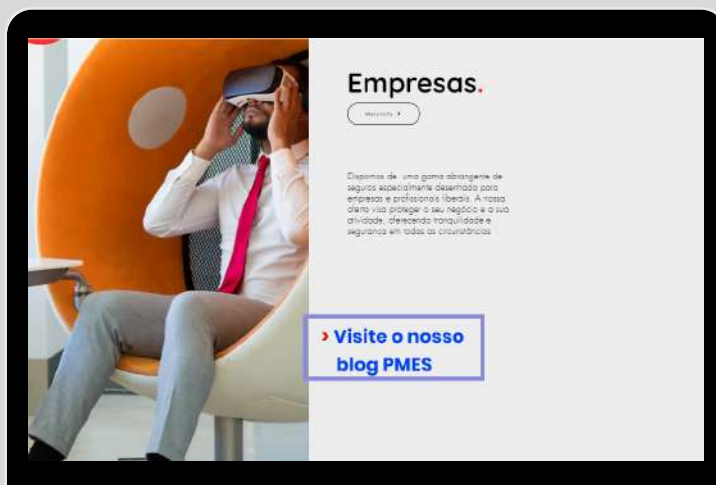 Empresas.
Dispomos de uma gama abrangente de
seguros especialmente desenhada para
empresas e profissionais liberais. A nossa
oferta visa proteger o seu negócio e a sua
atividade, oferecendo tranquilidade e
segurança em todas as circunstâncias
› Visite o nosso
blog PMES